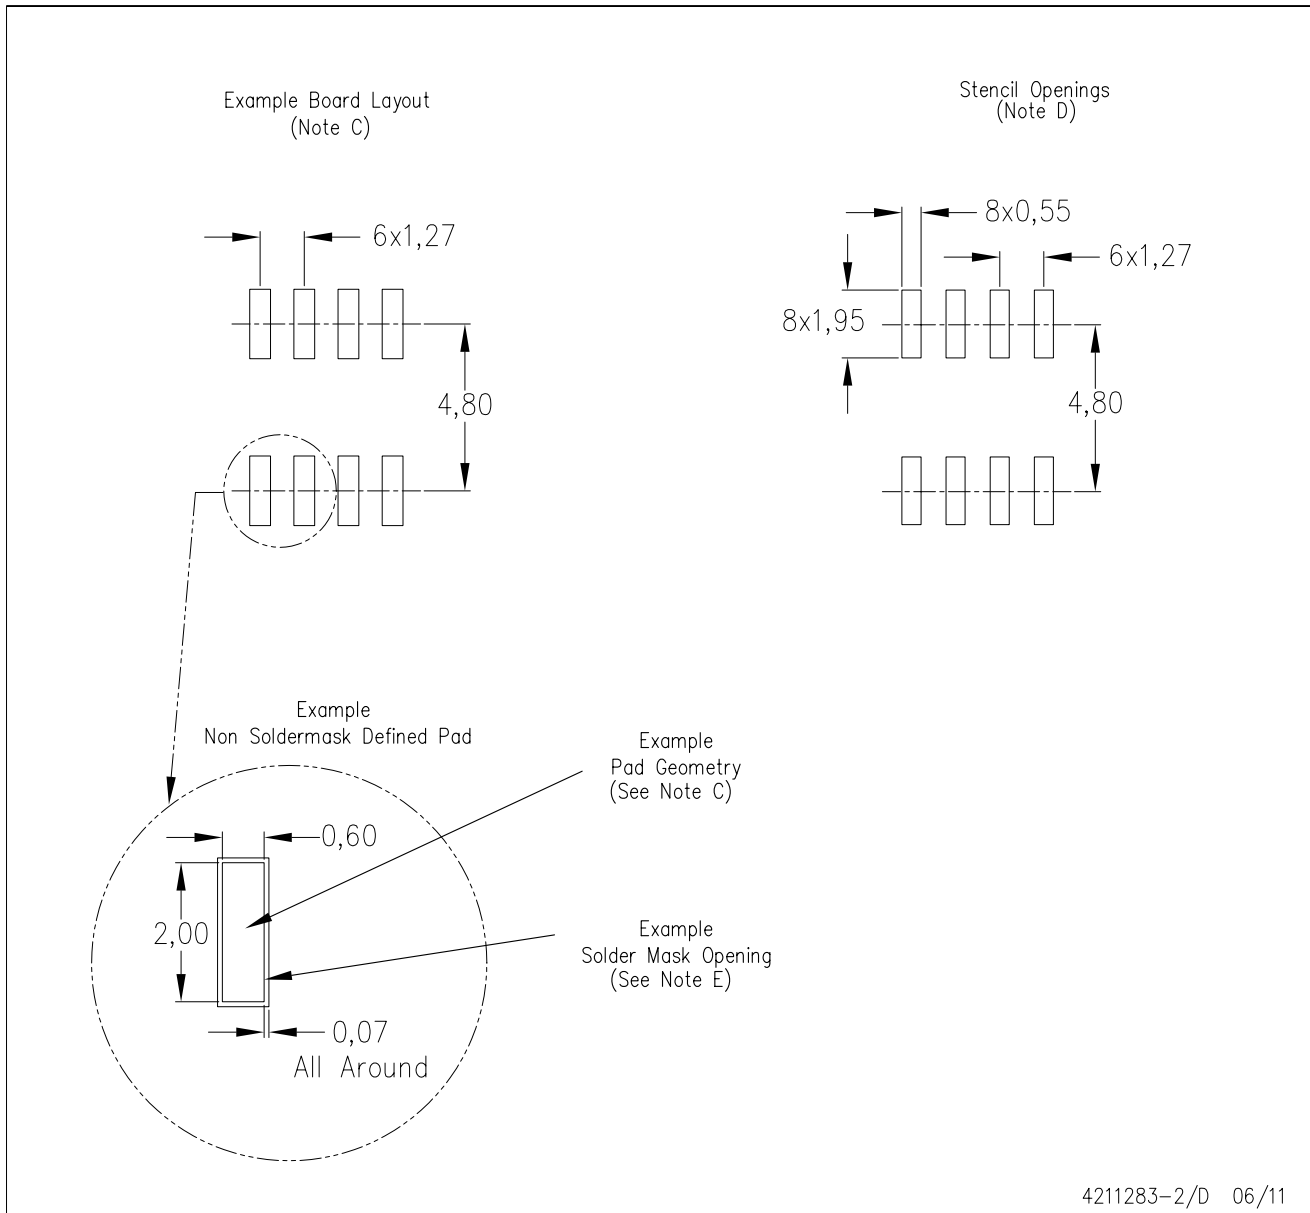 Example Board Layout
(Note C)
Stencil Openings
(Note D)
6x1,27
4,80
8x0,55
6x1,27
8x1,95
4,80
Example
Non Soldermask Defined Pad
Example
Pad Geometry
(See Note C)
0,60
2,00
Example
Solder Mask Opening
(See Note E)
0,07
All Around
4211283-2/D 06/11